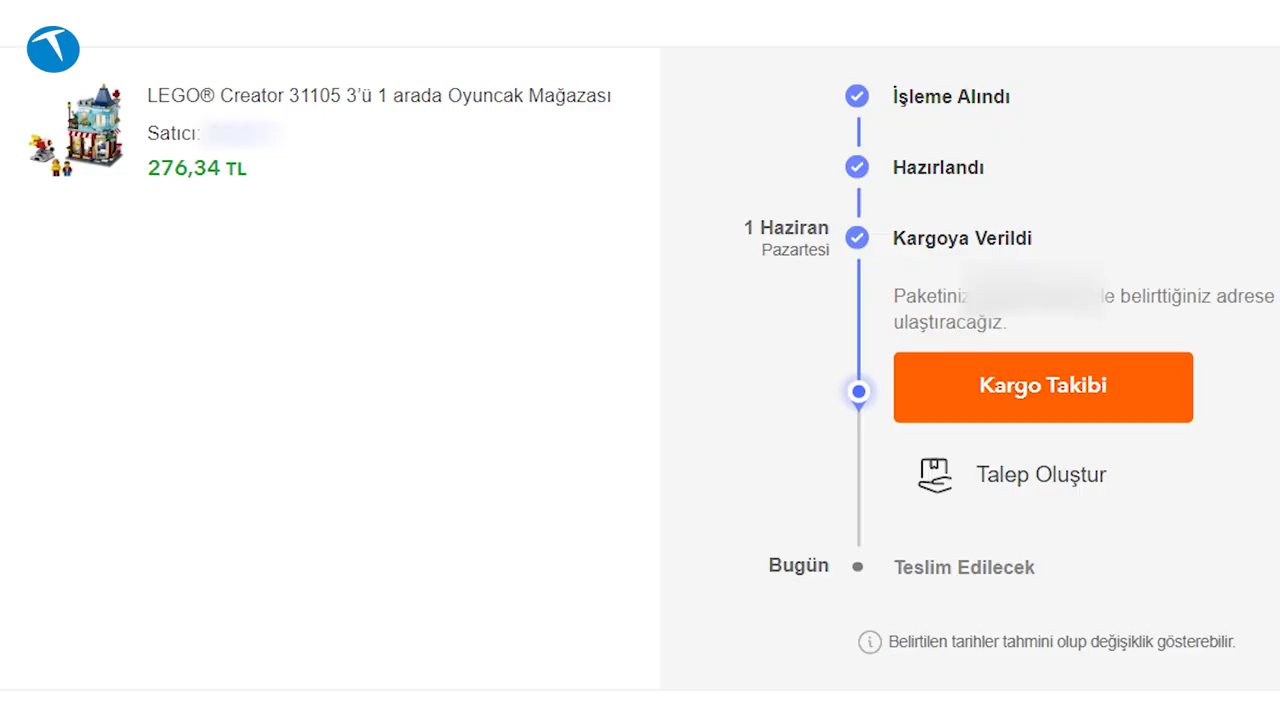 LEGO® Creator 31105 3’ü 1 arada Oyuncak Mağazası
Satıcı:
276,34 TL
İşleme Alındı
Hazırlandı
1 Haziran
Pazartesi
Kargoya Verildi
Paketiniz belirttiğiniz adrese
ulaştıracağız.
Kargo Takibi
Talep Oluştur
Bugün
Teslim Edilecek
Belirtilen tarihler tahmini olup değişiklik gösterebilir.